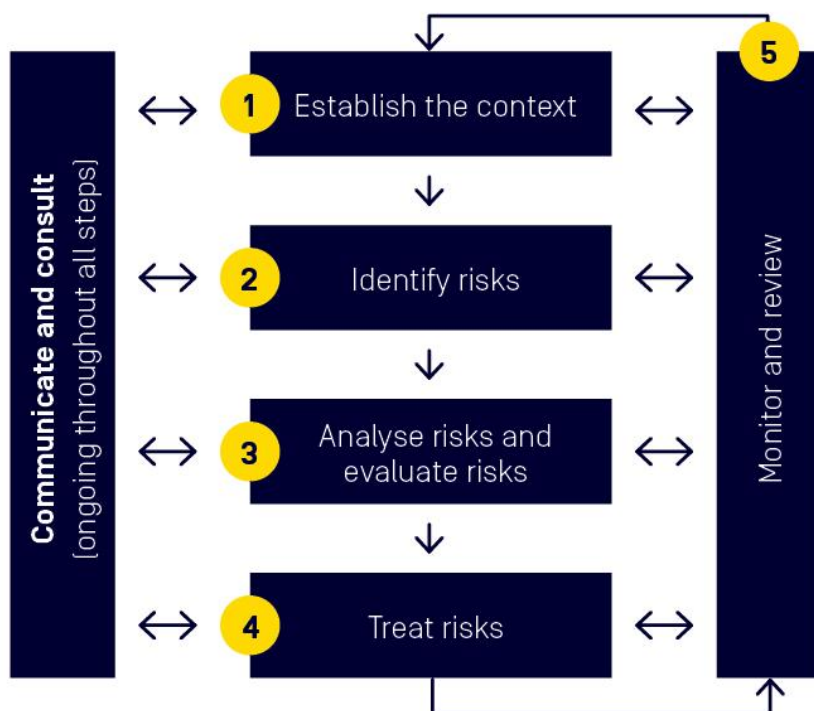 Communicate and consult
(ongoing throughout all steps)
1
Establish the context
2
Identify risks
3
Analyse risks and
evaluate risks
4
Treat risks
5
Monitor and review